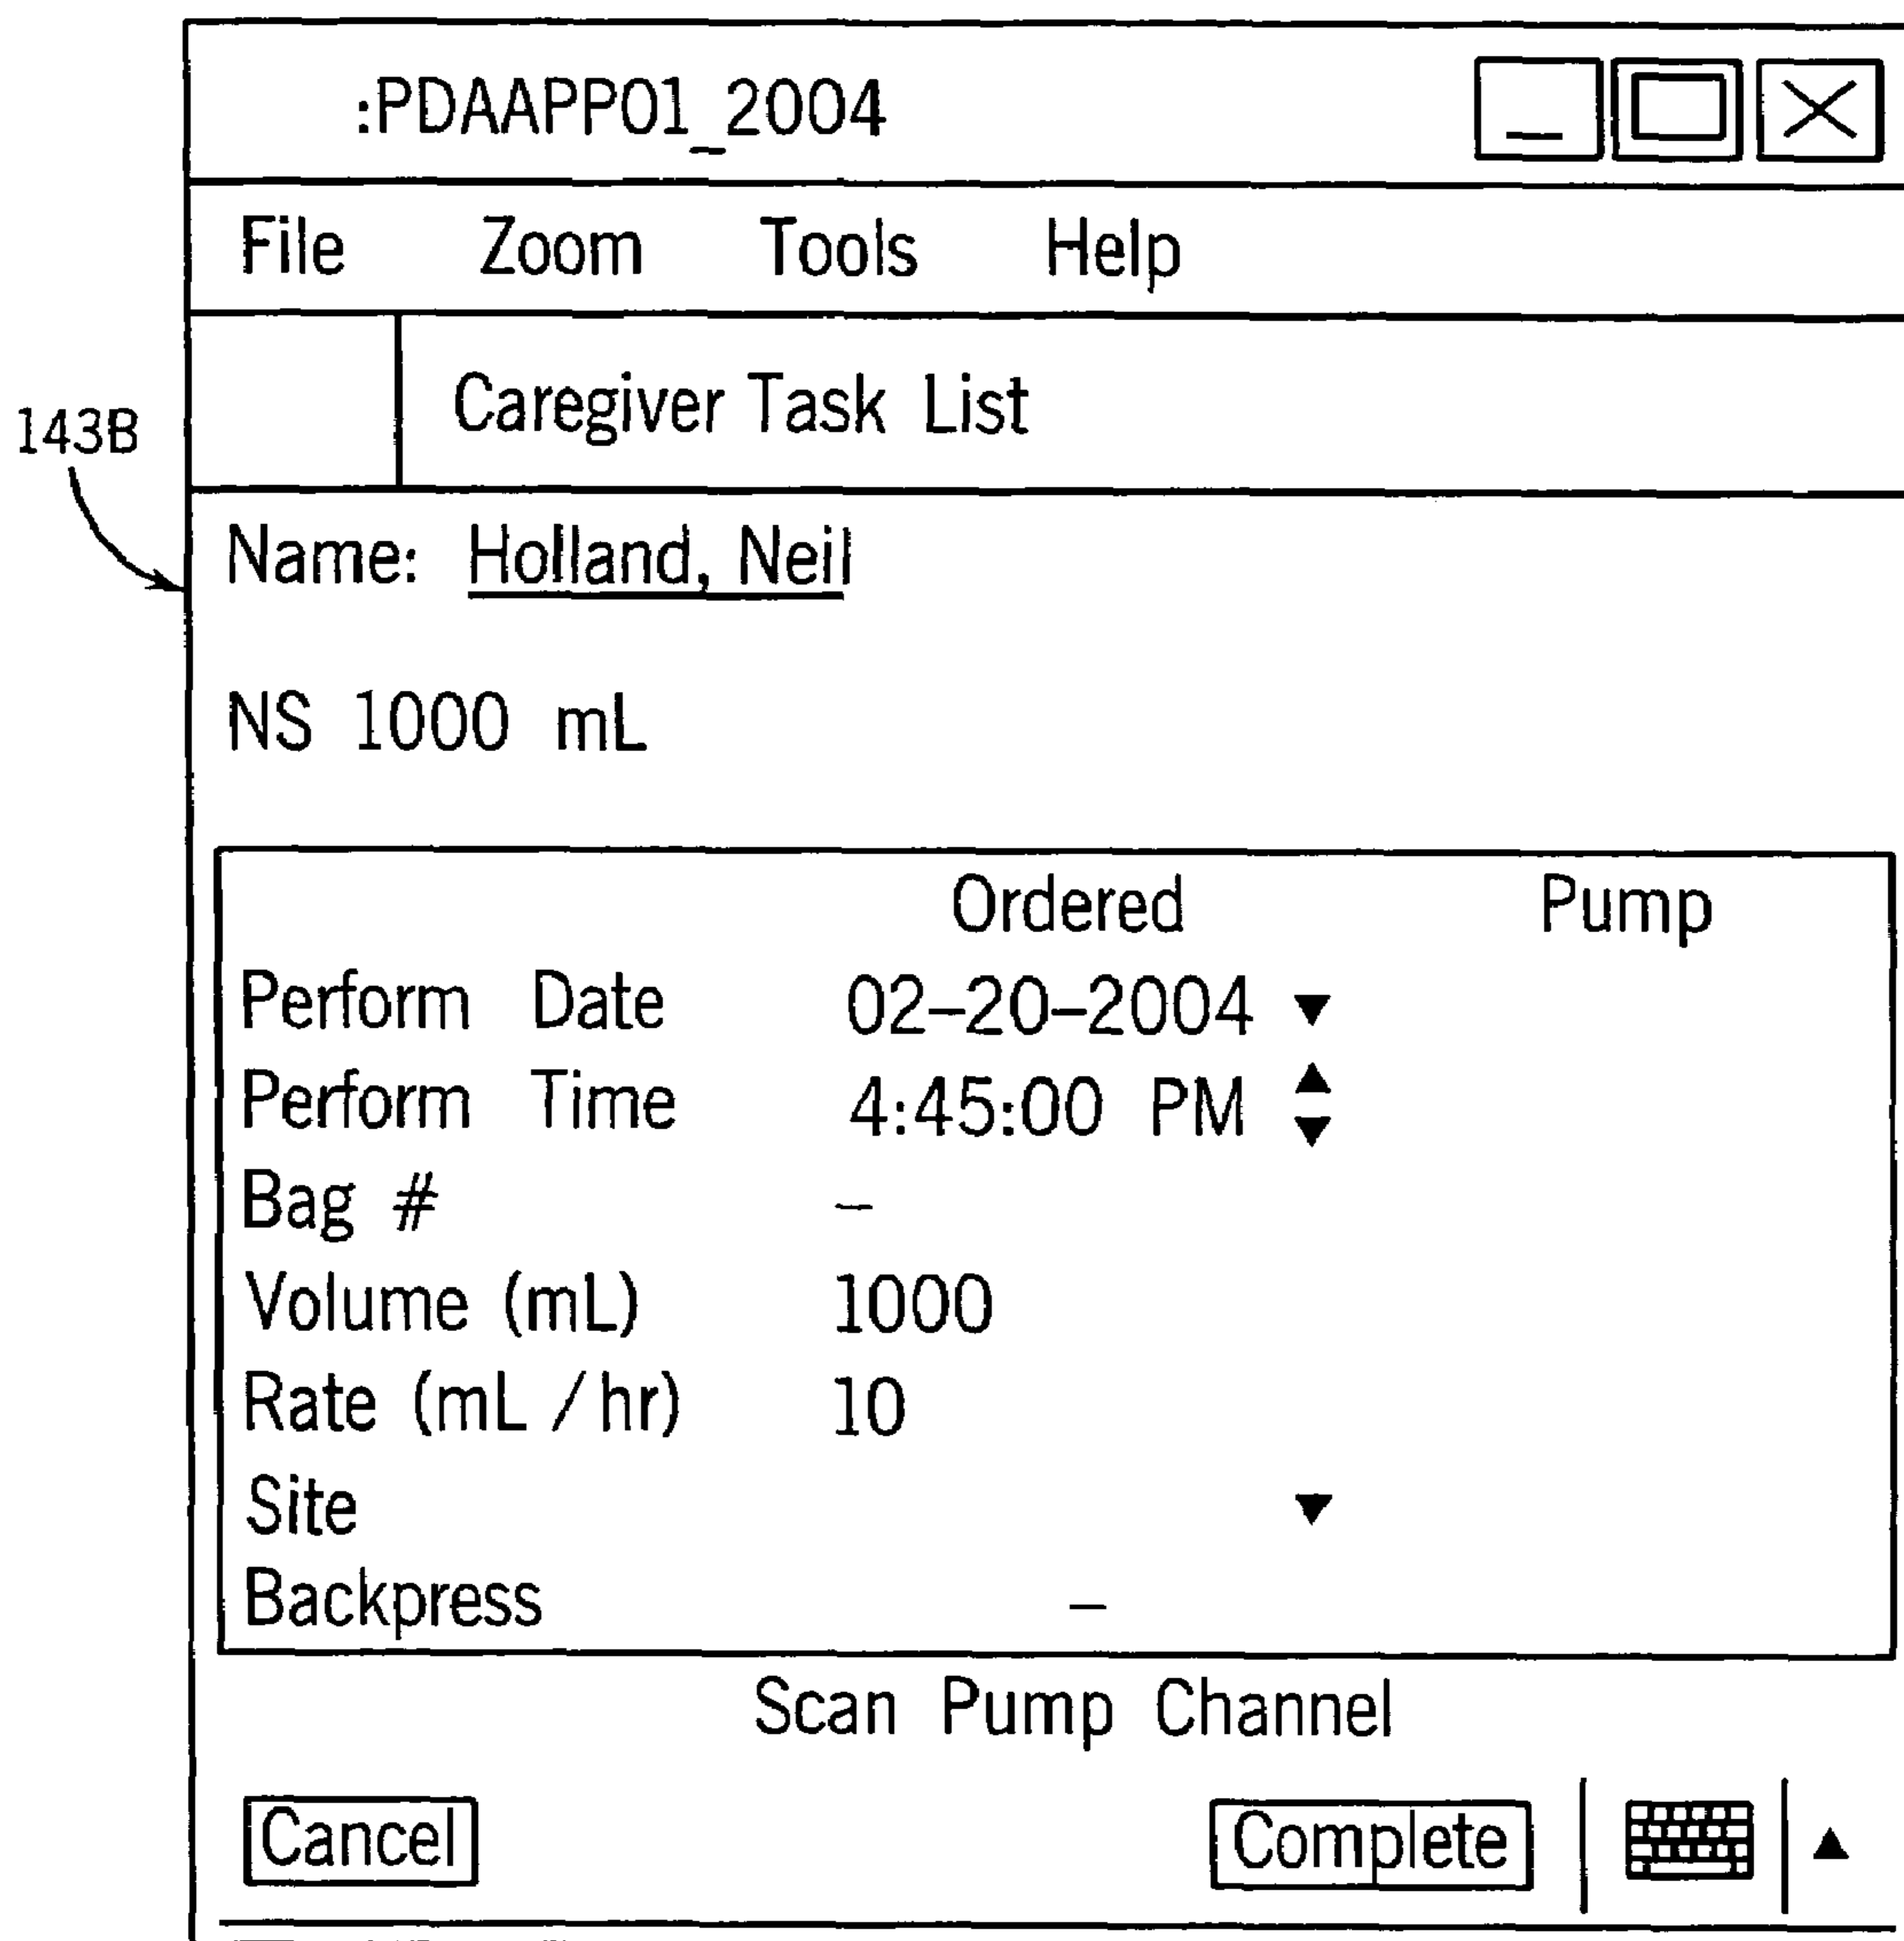 :PDAAPP01_2004
File Zoom Tools Help
Caregiver Task List
143B
Name: Holland, Neil
NS 1000 mL
Ordered Pump
Perform Date 02-20-2004 ▼
Perform Time 4:45:00 PM
Bag # –
Volume (mL) 1000
Rate (mL/hr) 10
Site
Backpress –
Scan Pump Channel
Cancel Complete